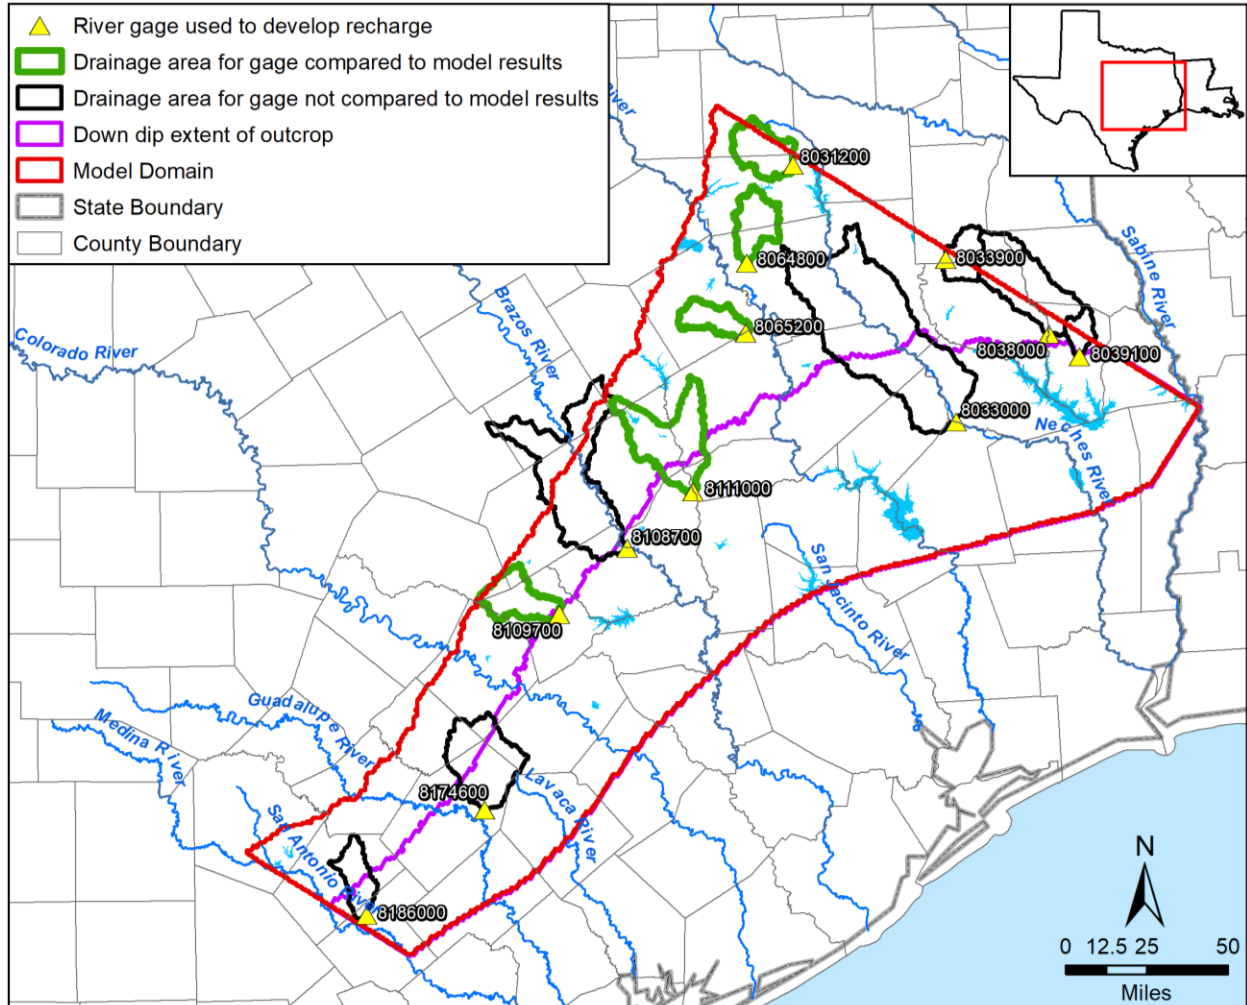 River gage used to develop recharge
Drainage area for gage compared to model results
Drainage area for gage not compared to model results
Down dip extent of outcrop
Model Domain
State Boundary
County Boundary
8031200
8064800
8033900
Sabine River
8065200
8038000
8039100
Brazos River
Colorado River
8033000
Neches River
8111000
8108700
San Jacinto River
8109700
Guadalupe River
Medina River
8174600
Lavaca River
San Antonio River
8186000
N
0 12.5 25 50
Miles